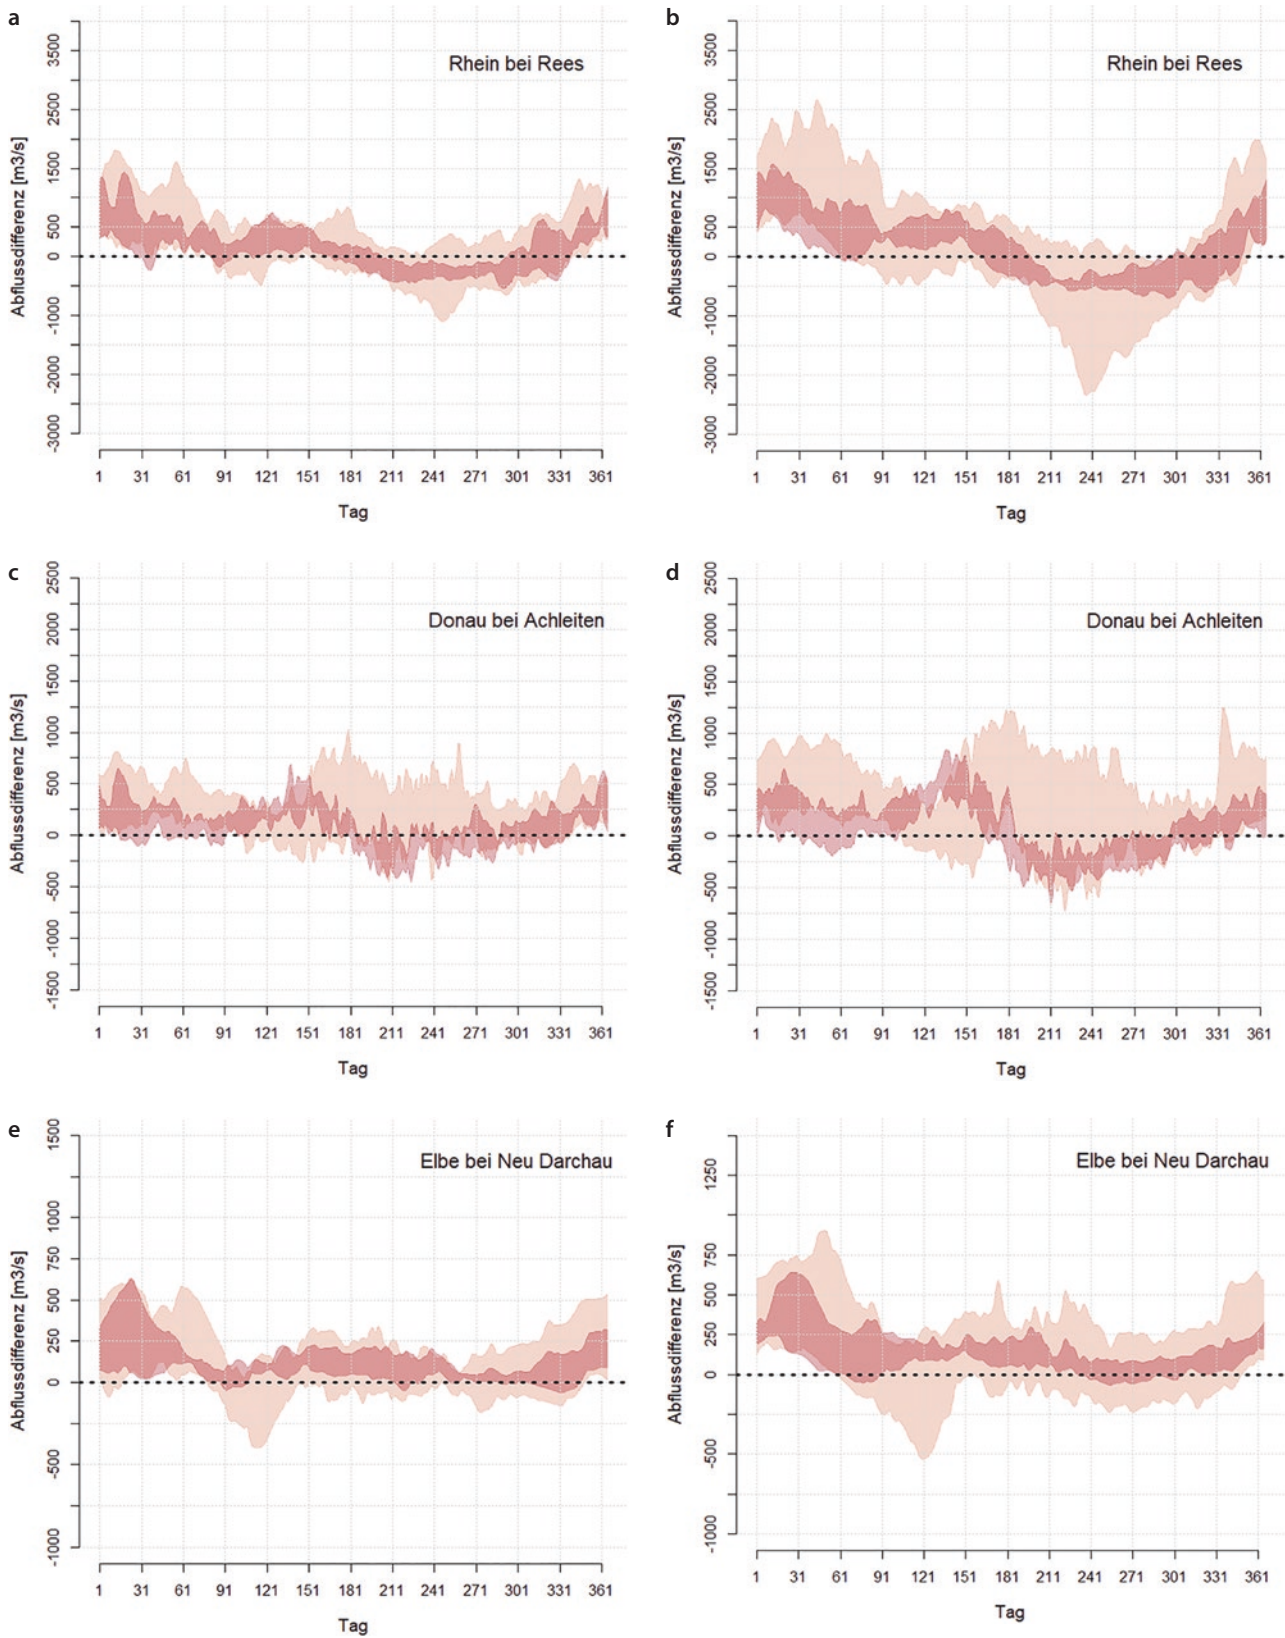 a
Rhein bei Rees
Abflussdifferenz [m3/s]
3500
2500
1500
500
0
-1000
-2000
-3000
1 31 61 91 121 151 181 211 241 271 301 331 361
Tag
b
Rhein bei Rees
Abflussdifferenz [m3/s]
3500
2500
1500
500
0
-1000
-2000
-3000
1 31 61 91 121 151 181 211 241 271 301 331 361
Tag
c
Donau bei Achleiten
Abflussdifferenz [m3/s]
2500
2000
1500
1000
500
0
-500
-1000
-1500
1 31 61 91 121 151 181 211 241 271 301 331 361
Tag
d
Donau bei Achleiten
Abflussdifferenz [m3/s]
2500
2000
1500
1000
500
0
-500
-1000
-1500
1 31 61 91 121 151 181 211 241 271 301 331 361
Tag
e
Elbe bei Neu Darchau
Abflussdifferenz [m3/s]
1500
1000
750
500
250
0
-500
-1000
1 31 61 91 121 151 181 211 241 271 301 331 361
Tag
f
Elbe bei Neu Darchau
Abflussdifferenz [m3/s]
1250
750
500
250
0
-500
-1000
1 31 61 91 121 151 181 211 241 271 301 331 361
Tag